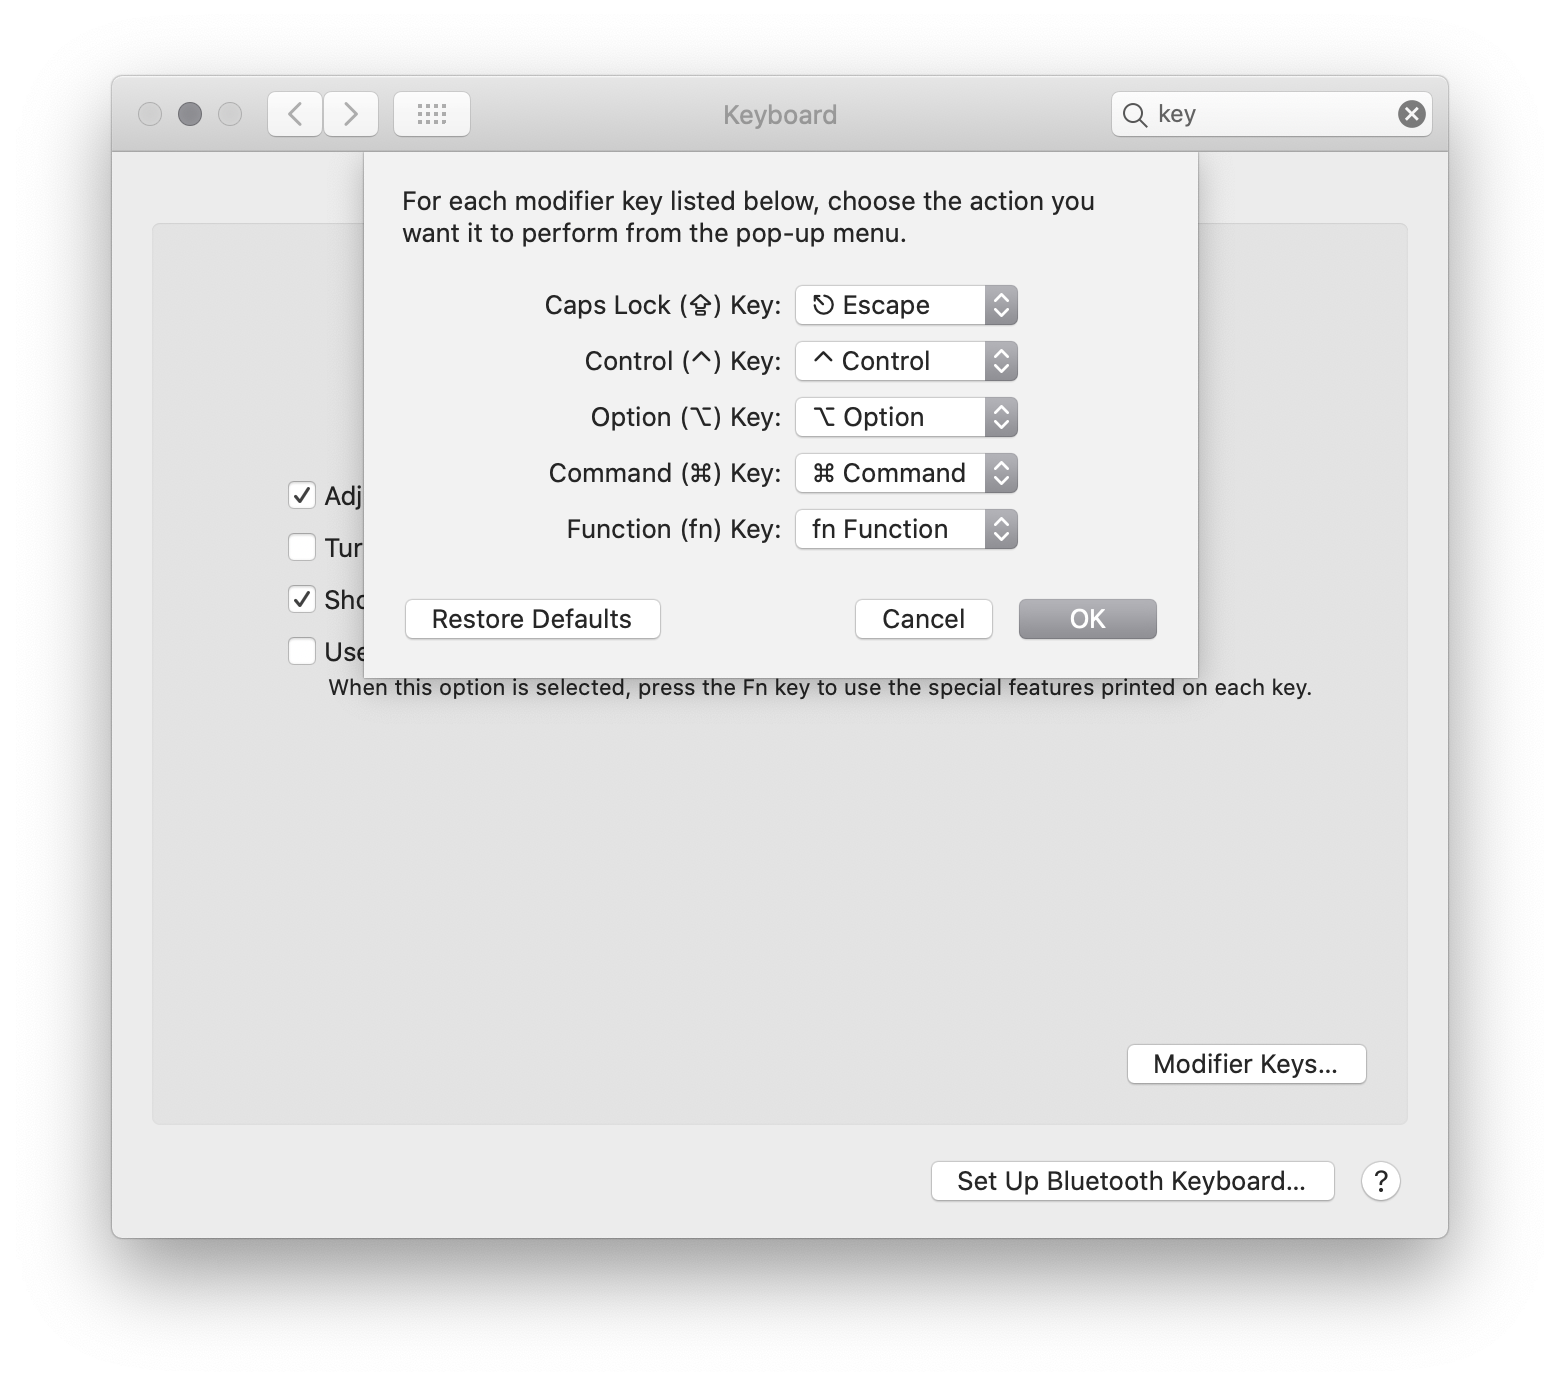 Keyboard
key
For each modifier key listed below, choose the action you
want it to perform from the pop-up menu.
Caps Lock (⇪) Key: ⎋ Escape
Control (^) Key: ^ Control
Option (⌥) Key: ⌥ Option
Command (⌘) Key: ⌘ Command
Function (fn) Key: fn Function
Restore Defaults Cancel OK
Adj
Tur
Sho
Use
When this option is selected, press the Fn key to use the special features printed on each key.
Modifier Keys...
Set Up Bluetooth Keyboard... ?